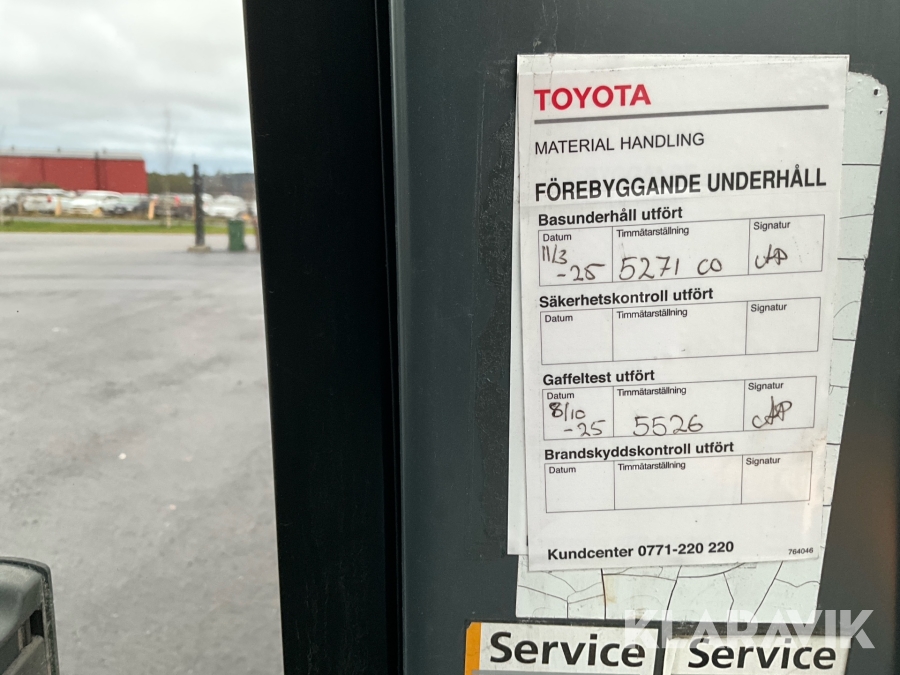 TOYOTA
MATERIAL HANDLING
FÖREBYGGANDE UNDERHÅLL
Basunderhåll utfört
Datum Timmätarställning Signatur
11/3 -25 5271 CO
Säkerhetskontroll utfört
Datum Timmätarställning Signatur
Gaffeltest utfört
Datum Timmätarställning Signatur
8/10 -25 5526
Brandskyddskontroll utfört
Datum Timmätarställning Signatur
Kundcenter 0771-220 220 764046
KLARAVIK
Service Service